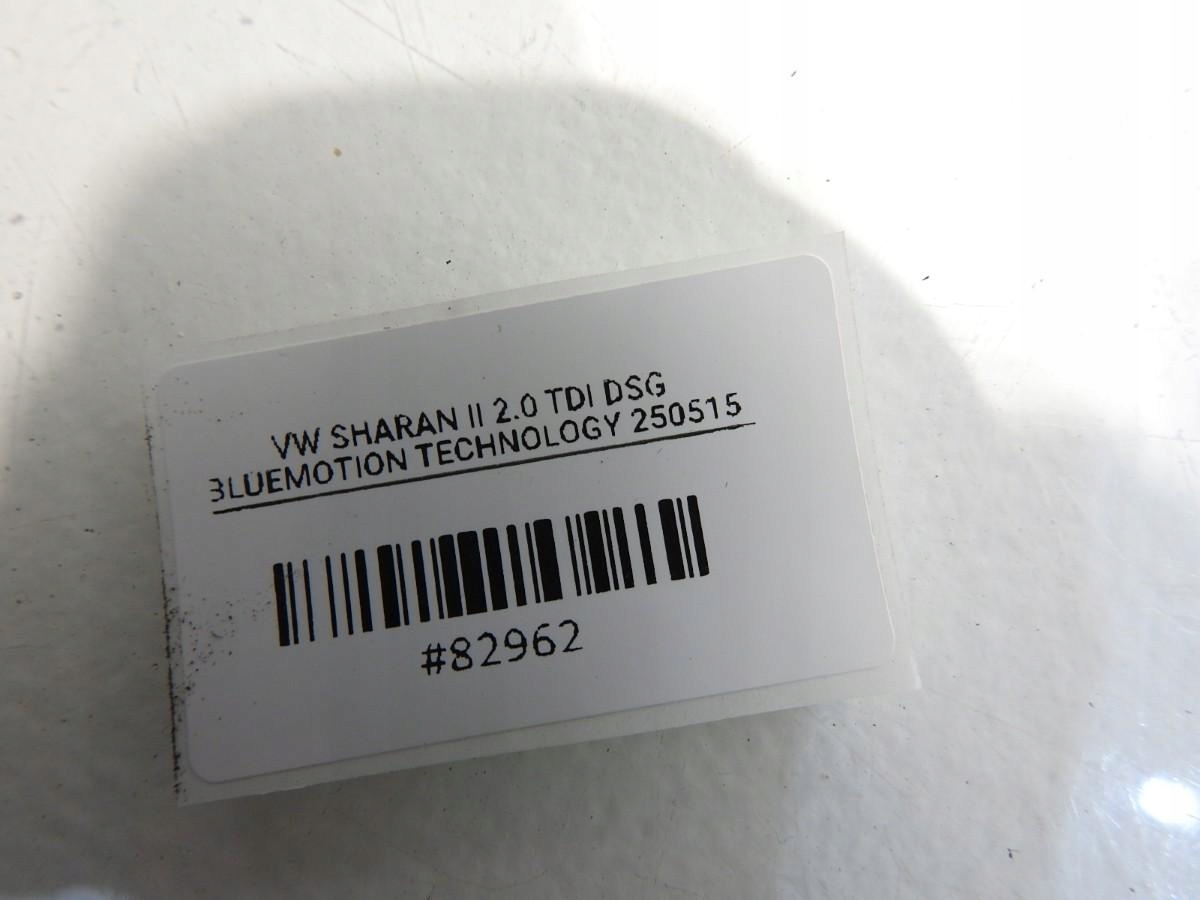 VW SHARAN II 2.0 TDI DSG
BLUEMOTION TECHNOLOGY 250515
#82962